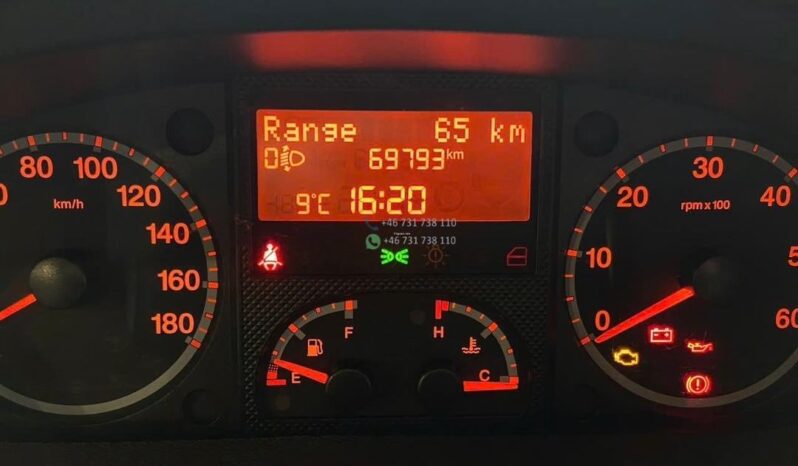 Range 65 km
0 69793 km
9°C 16:20
+46 731 738 110
+46 731 738 110
80 100 120 140 160 180
km/h
0 10 20 30 40 60
rpm x 100
F
E
H
C